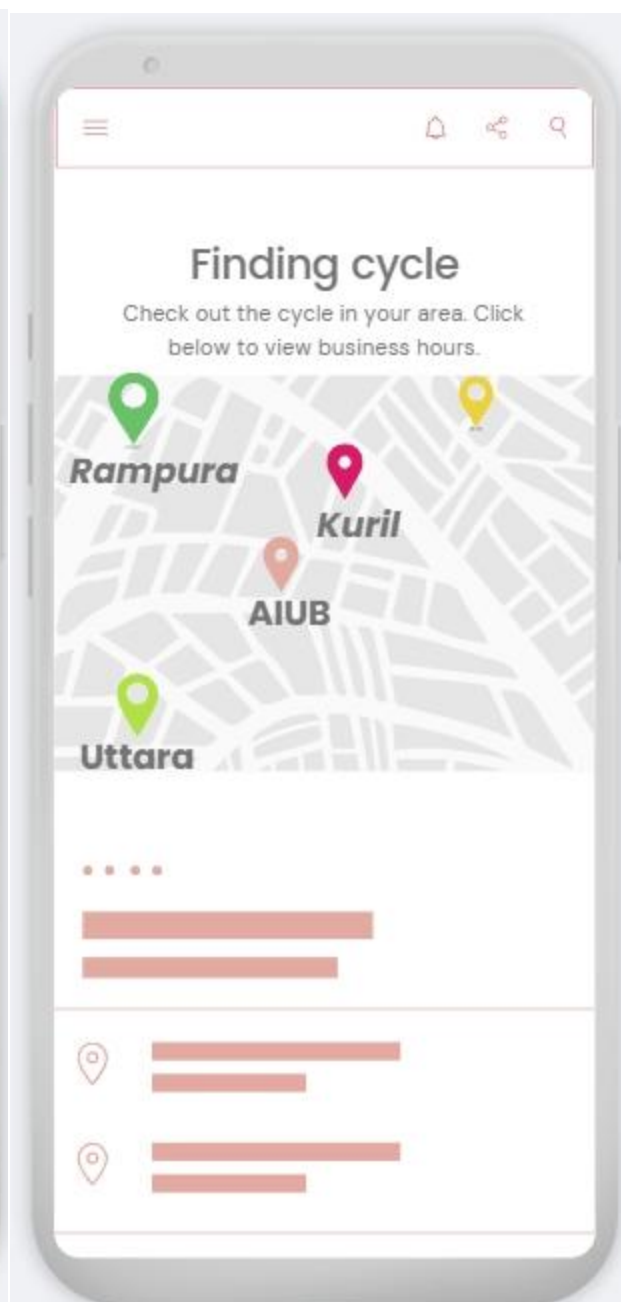 Finding cycle
Check out the cycle in your area. Click
below to view business hours.
Rampura
Kuril
AIUB
Uttara